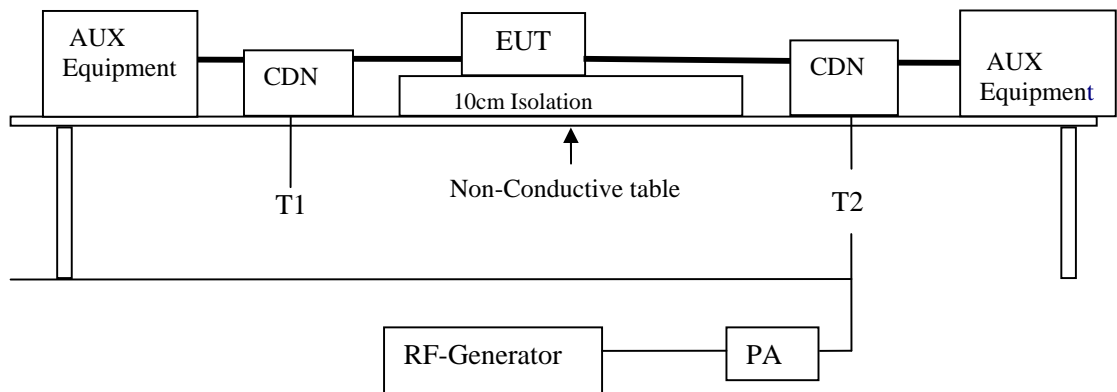 AUX
Equipment
CDN
EUT
10cm Isolation
CDN
AUX
Equipment
Non-Conductive table
T1
T2
RF-Generator
PA